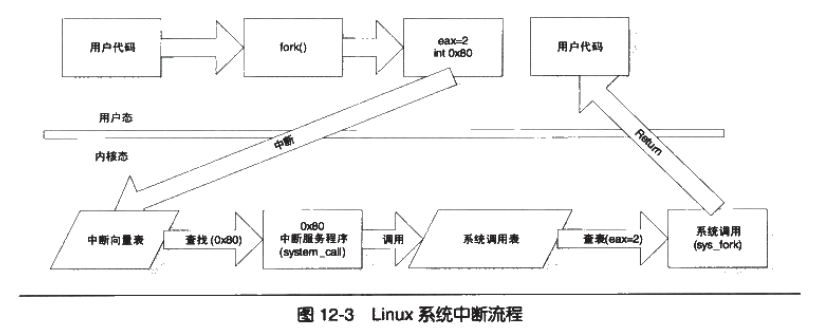 用户代码
fork()
eax=2
int 0x80
用户代码
用户态
中断
Return
内核态
中断向量表
查找 (0x80)
0x80
中断服务程序
(system_call)
调用
系统调用表
查表(eax=2)
系统调用
(sys_fork)
图 12-3 Linux 系统中断流程